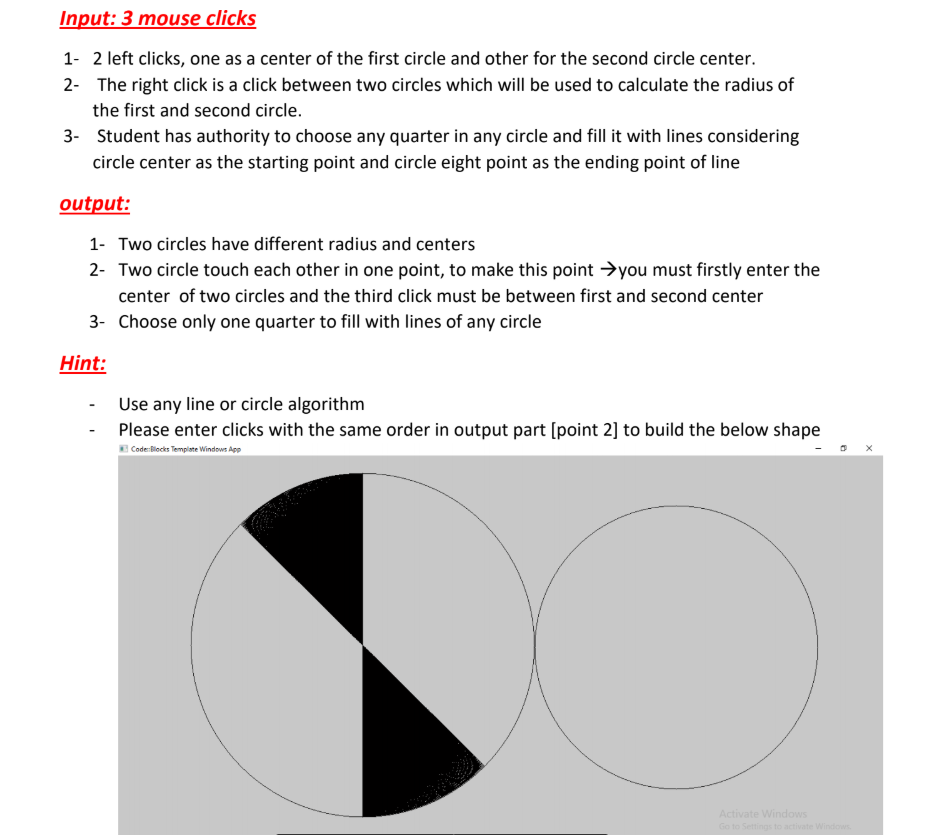 Input: 3 mouse clicks
1- 2 left clicks, one as a center of the first circle and other for the second circle center.
2- The right click is a click between two circles which will be used to calculate the radius of
the first and second circle.
3- Student has authority to choose any quarter in any circle and fill it with lines considering
circle center as the starting point and circle eight point as the ending point of line
output:
1- Two circles have different radius and centers
2- Two circle touch each other in one point, to make this point →you must firstly enter the
center of two circles and the third click must be between first and second center
3- Choose only one quarter to fill with lines of any circle
Hint:
- Use any line or circle algorithm
- Please enter clicks with the same order in output part [point 2] to build the below shape
Code::Blocks Template Windows App
Activate Windows
Go to Settings to activate Windows